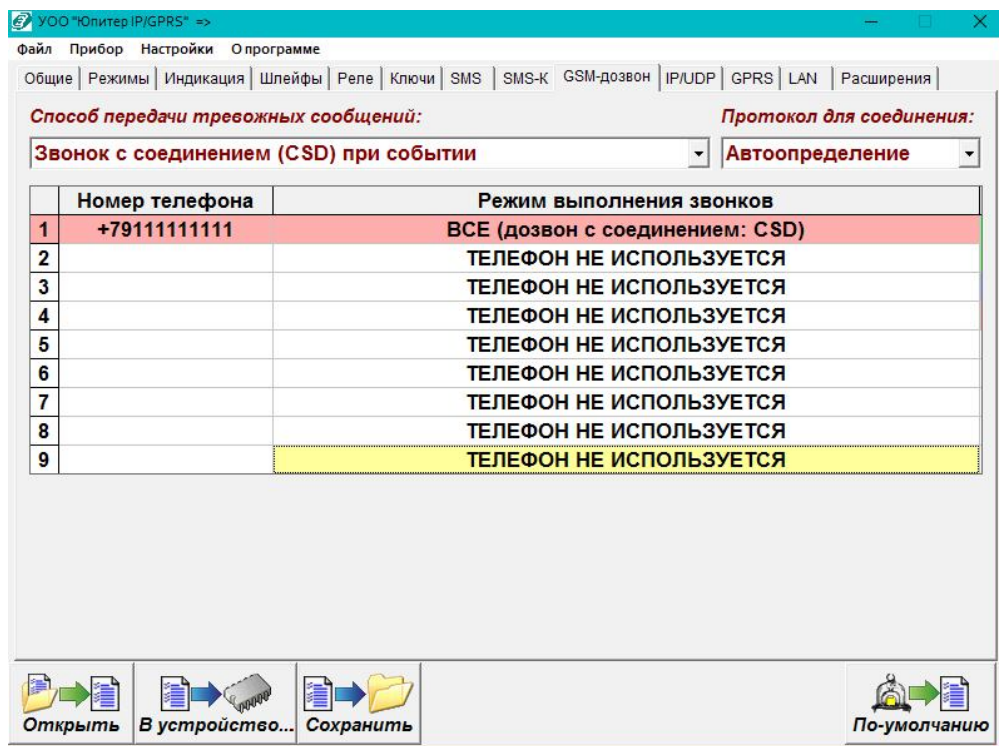 УОО "Юпитер IP/GPRS" =>
Файл Прибор Настройки О программе
Общие Режимы Индикация Шлейфы Реле Ключи SMS SMS-К GSM-дозвон IP/UDP GPRS LAN Расширения
Способ передачи тревожных сообщений: Протокол для соединения:
Звонок с соединением (CSD) при событии Автоопределение
Номер телефона Режим выполнения звонков
1 +79111111111 ВСЕ (дозвон с соединением: CSD)
2 ТЕЛЕФОН НЕ ИСПОЛЬЗУЕТСЯ
3 ТЕЛЕФОН НЕ ИСПОЛЬЗУЕТСЯ
4 ТЕЛЕФОН НЕ ИСПОЛЬЗУЕТСЯ
5 ТЕЛЕФОН НЕ ИСПОЛЬЗУЕТСЯ
6 ТЕЛЕФОН НЕ ИСПОЛЬЗУЕТСЯ
7 ТЕЛЕФОН НЕ ИСПОЛЬЗУЕТСЯ
8 ТЕЛЕФОН НЕ ИСПОЛЬЗУЕТСЯ
9 ТЕЛЕФОН НЕ ИСПОЛЬЗУЕТСЯ
Открыть В устройство... Сохранить По-умолчанию